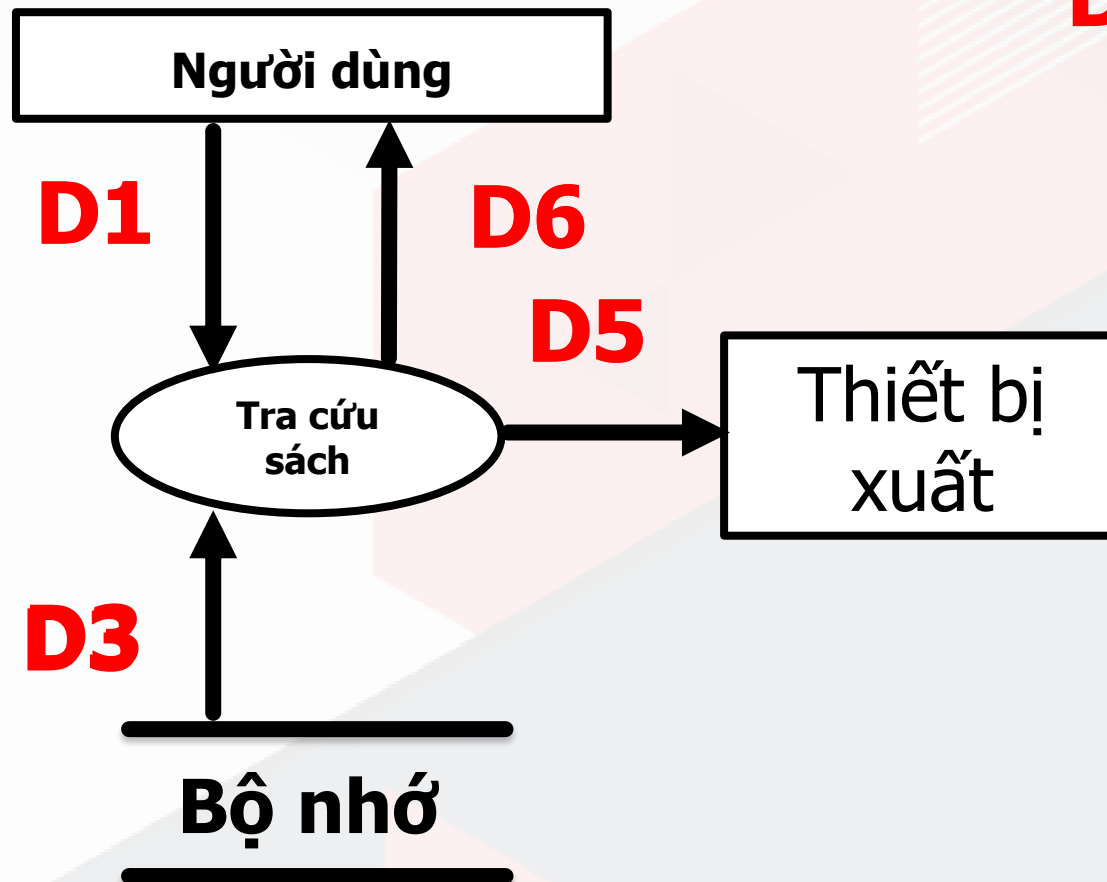 Người dùng
D1
D6
D5
Thiết bị
xuất
Tra cứu
sách
D3
Bộ nhớ